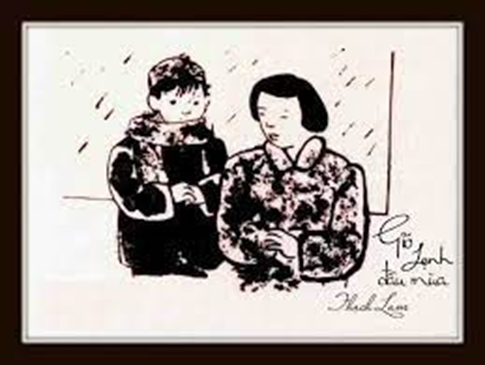 Gió
Lạnh
đầu mùa
Thạch Lam